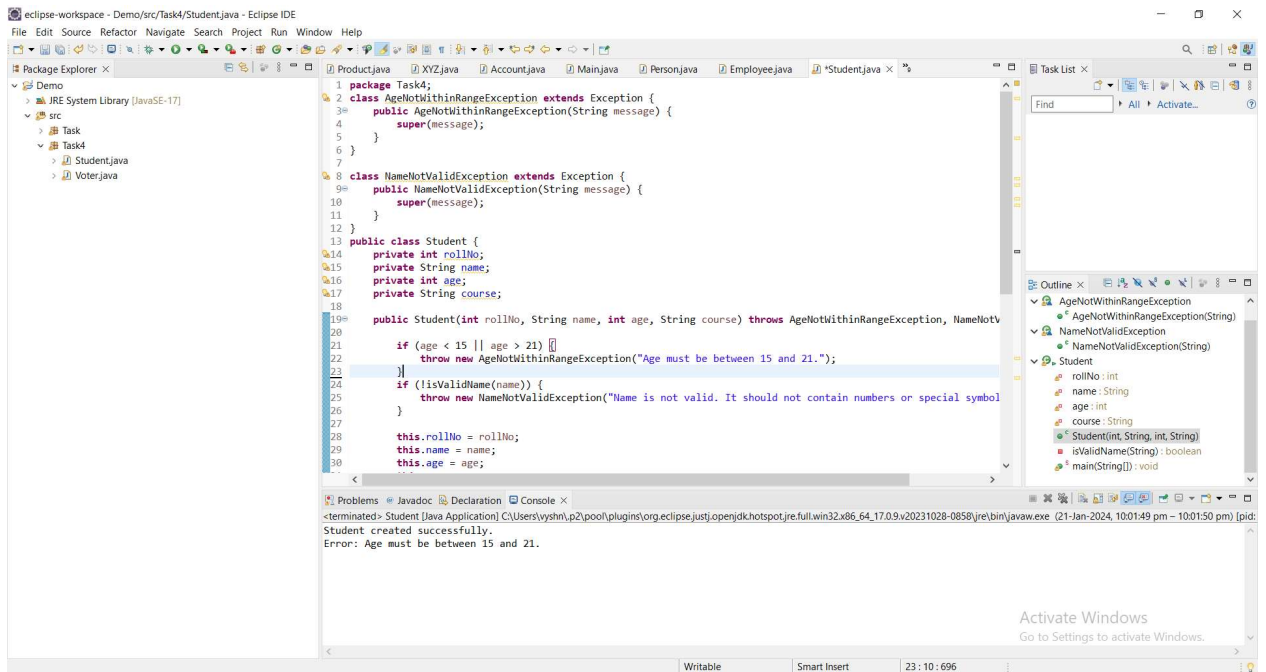 eclipse-workspace - Demo/src/Task4/Student.java - Eclipse IDE
File Edit Source Refactor Navigate Search Project Run Window Help
Package Explorer
Demo
JRE System Library [JavaSE-17]
src
Task
Task4
Student.java
Voter.java
Product.java XYZ.java Account.java Main.java Person.java Employee.java *Student.java
1 package Task4;
2 class AgeNotWithinRangeException extends Exception {
3 public AgeNotWithinRangeException(String message) {
4 super(message);
5 }
6 }
7
8 class NameNotValidException extends Exception {
9 public NameNotValidException(String message) {
10 super(message);
11 }
12 }
13 public class Student {
14 private int rollNo;
15 private String name;
16 private int age;
17 private String course;
18
19 public Student(int rollNo, String name, int age, String course) throws AgeNotWithinRangeException, NameNotV
20
21 if (age < 15 || age > 21) {
22 throw new AgeNotWithinRangeException("Age must be between 15 and 21.");
23 }
24 if (!isValidName(name)) {
25 throw new NameNotValidException("Name is not valid. It should not contain numbers or special symbol
26 }
27
28 this.rollNo = rollNo;
29 this.name = name;
30 this.age = age;
Task List
Find All Activate...
Outline
AgeNotWithinRangeException
AgeNotWithinRangeException(String)
NameNotValidException
NameNotValidException(String)
Student
rollNo : int
name : String
age : int
course : String
Student(int, String, int, String)
isValidName(String) : boolean
main(String[]) : void
Problems Javadoc Declaration Console
<terminated> Student [Java Application] C:\Users\vyshn\.p2\pool\plugins\org.eclipse.justj.openjdk.hotspot.jre.full.win32.x86_64_17.0.9.v20231028-0858\jre\bin\javaw.exe (21-Jan-2024, 10:01:49 pm – 10:01:50 pm) [pid:
Student created successfully.
Error: Age must be between 15 and 21.
Activate Windows
Go to Settings to activate Windows.
Writable Smart Insert 23 : 10 : 696